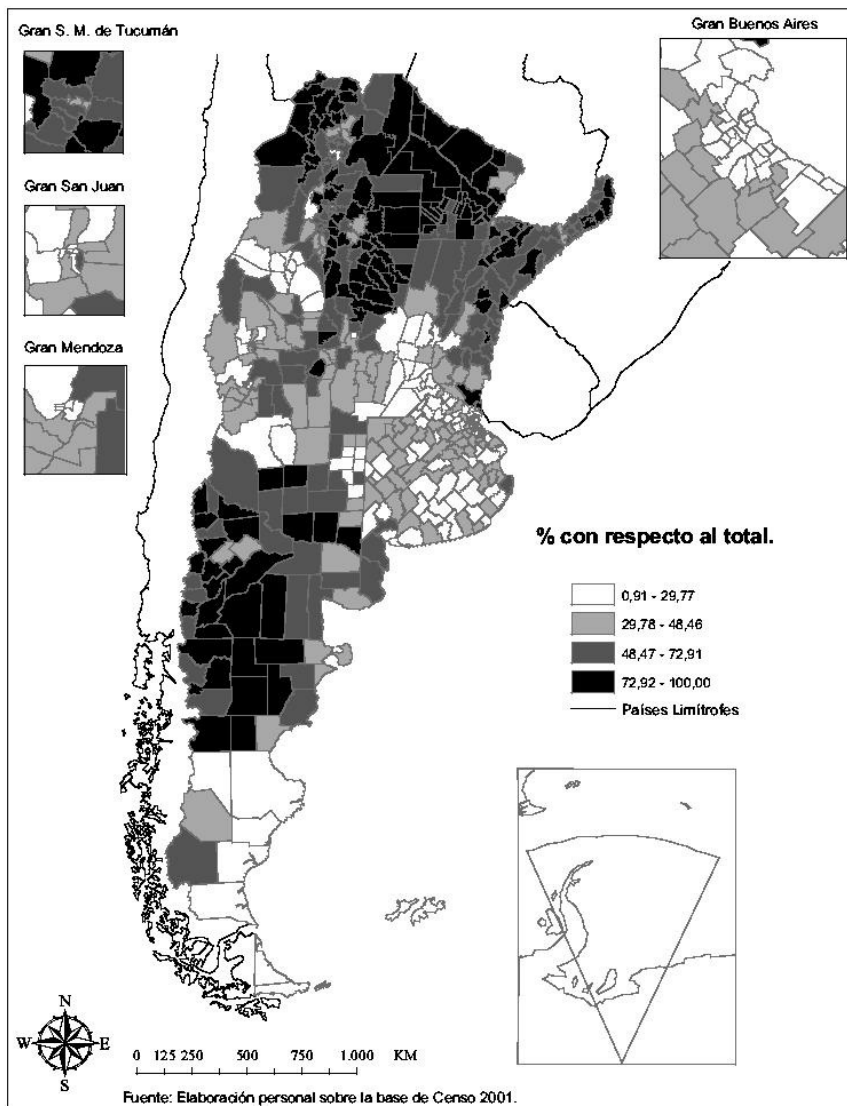 Gran S. M. de Tucumán
Gran Buenos Aires
Gran San Juan
Gran Mendoza
% con respecto al total.
0,91 - 29,77
29,78 - 48,46
48,47 - 72,91
72,92 - 100,00
Países Limítrofes
N
W E
S
0 125 250 500 750 1.000 KM
Fuente: Elaboración personal sobre la base de Censo 2001.